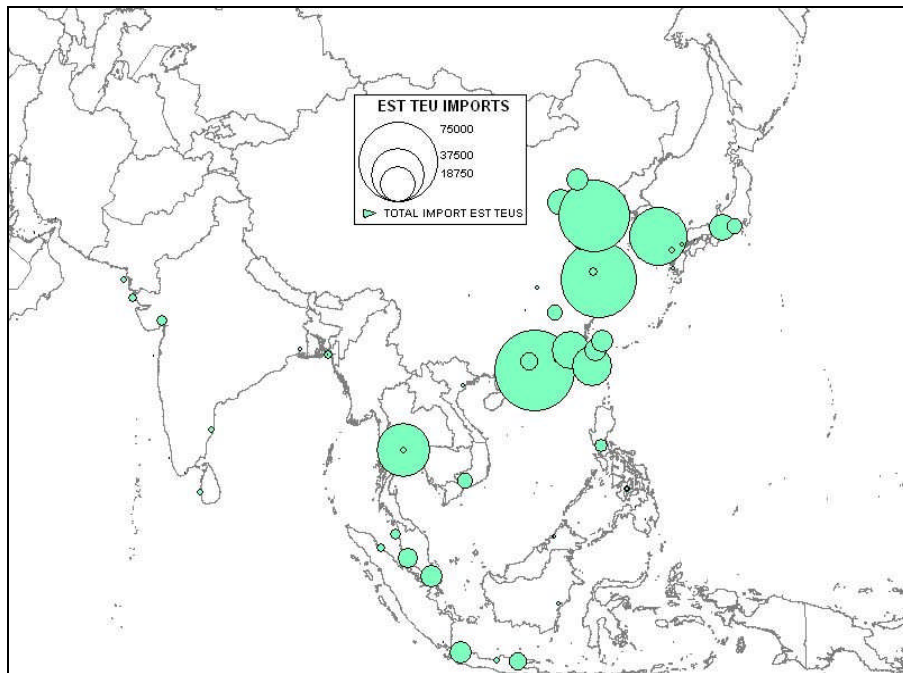 EST TEU IMPORTS
75000
37500
18750
TOTAL IMPORT EST TEUS